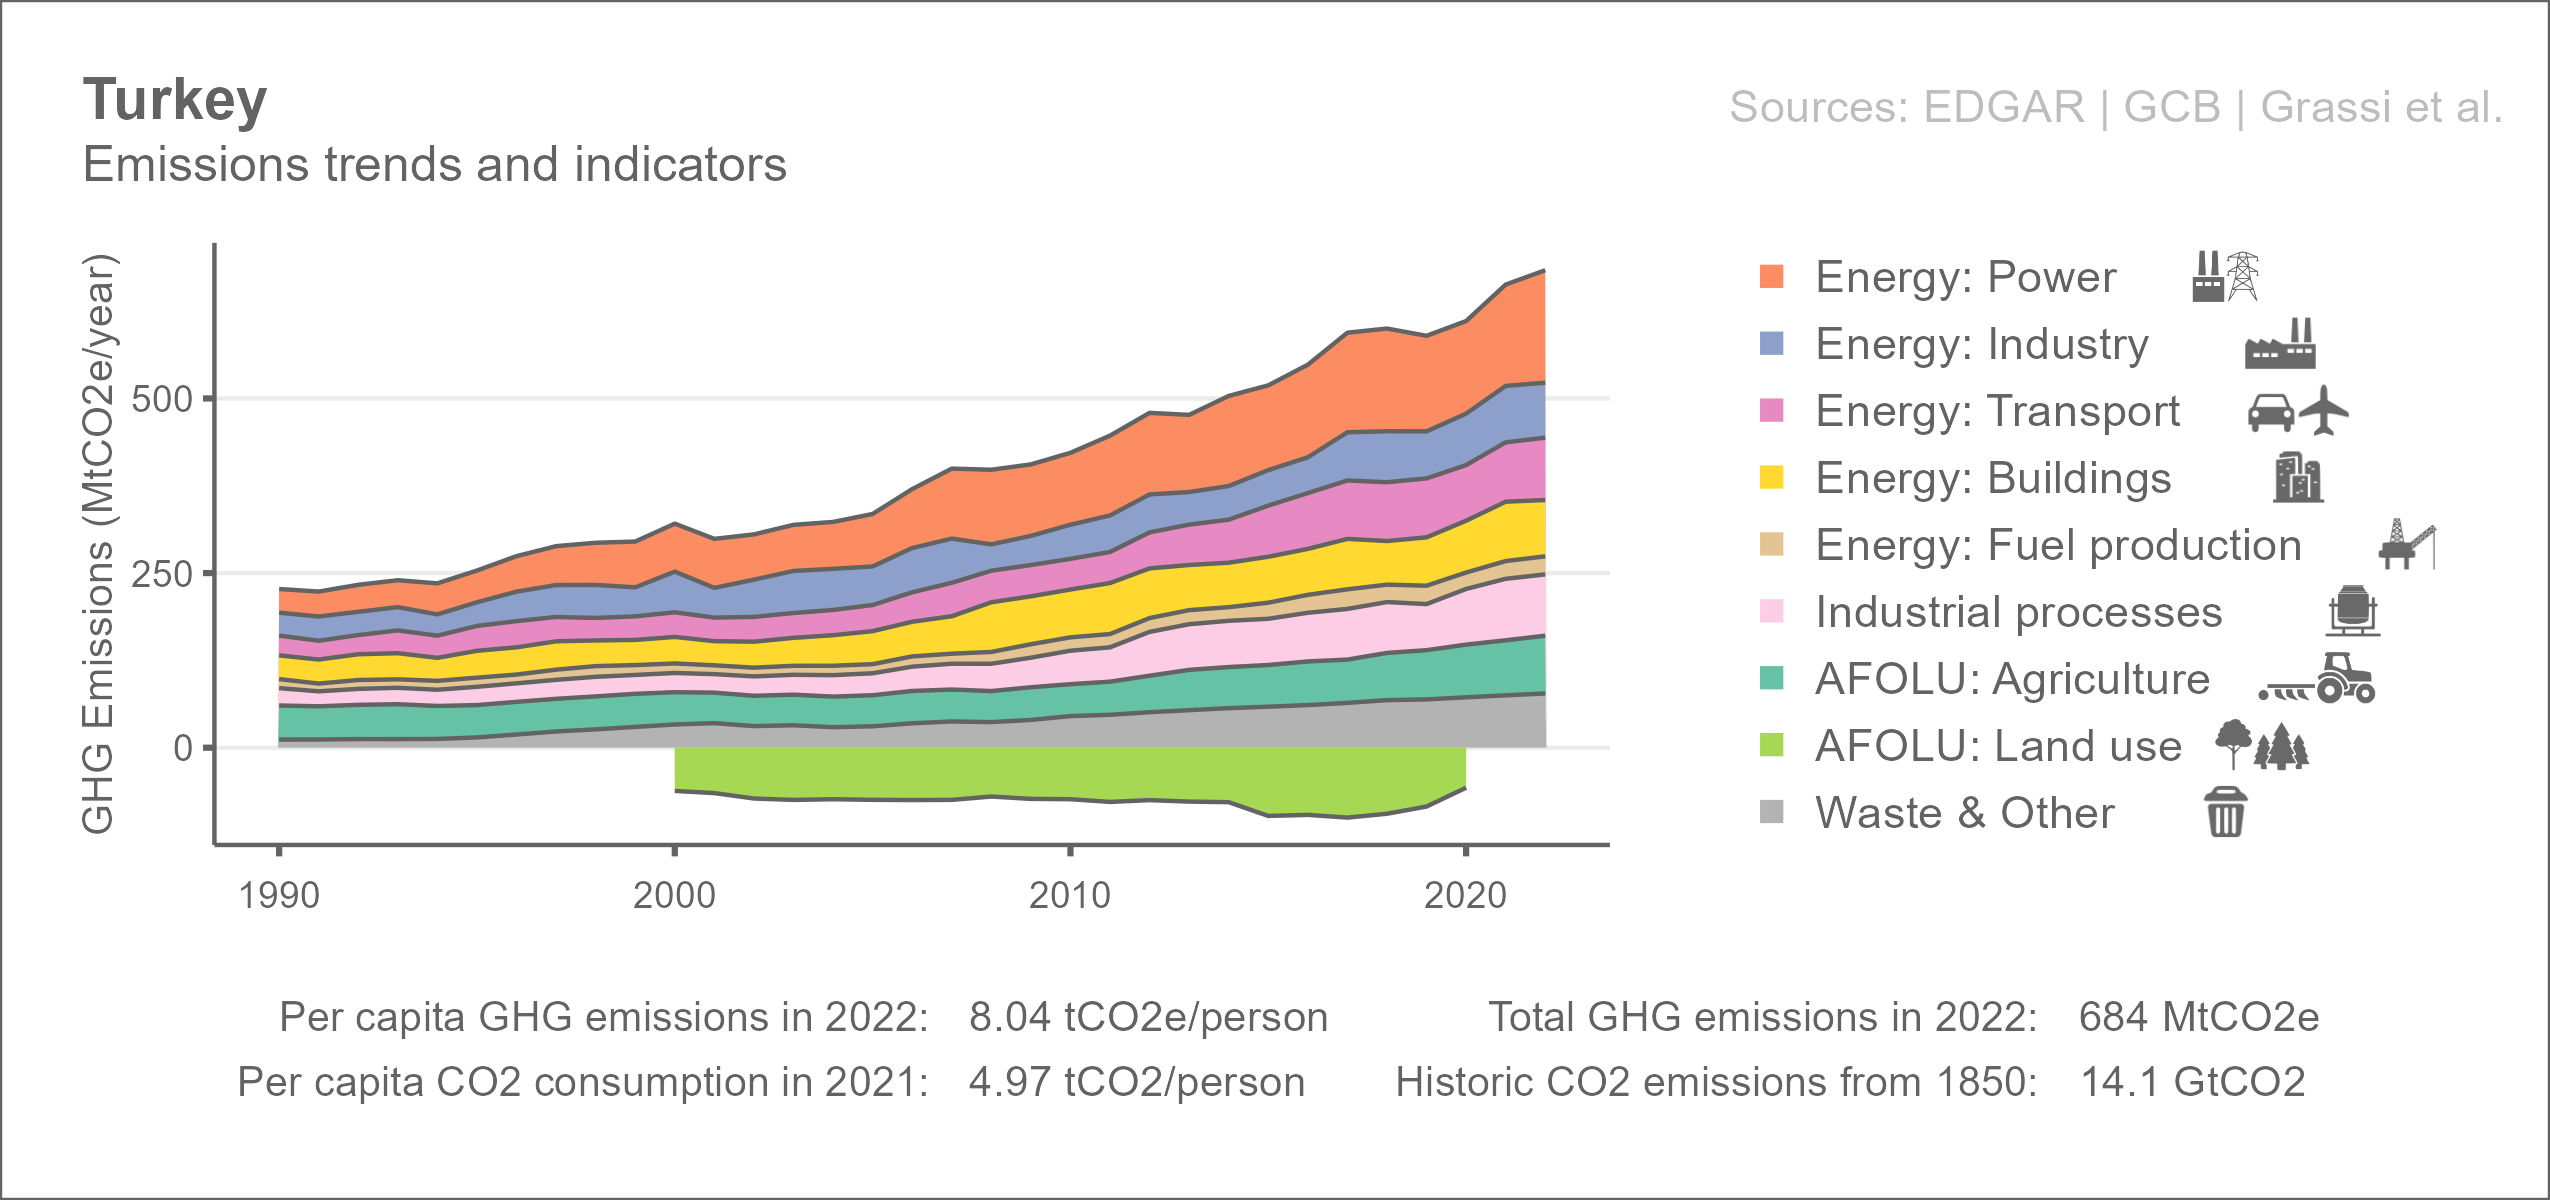 Turkey
Sources: EDGAR | GCB | Grassi et al.
Emissions trends and indicators
GHG Emissions (MtCO2e/year)
500
250
0
1990
2000
2010
2020
Energy: Power
Energy: Industry
Energy: Transport
Energy: Buildings
Energy: Fuel production
Industrial processes
AFOLU: Agriculture
AFOLU: Land use
Waste & Other
Per capita GHG emissions in 2022: 8.04 tCO2e/person
Total GHG emissions in 2022: 684 MtCO2e
Per capita CO2 consumption in 2021: 4.97 tCO2/person
Historic CO2 emissions from 1850: 14.1 GtCO2